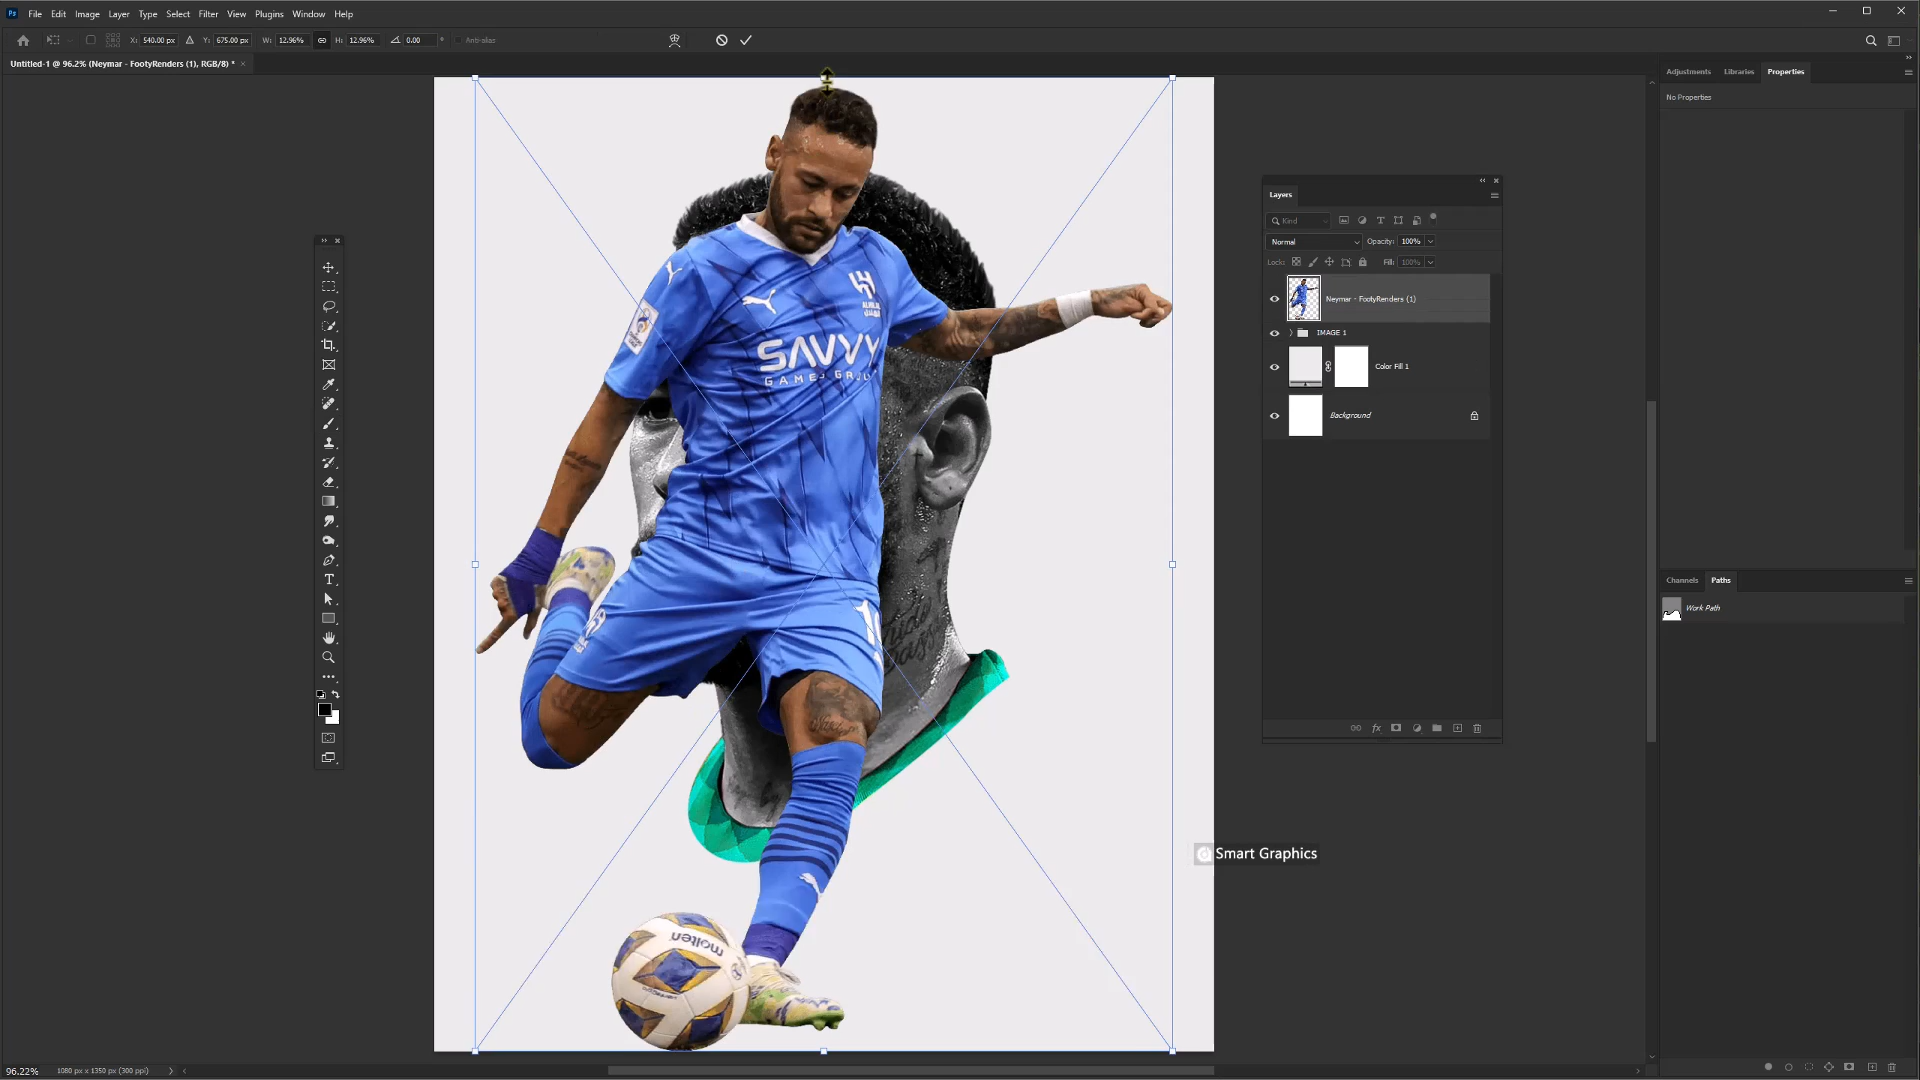 File Edit Image Layer Type Select Filter View Plugins Window Help
X: 540.00 px Y: 675.00 px W: 12.96% H: 12.96% 0.00 ° Anti-alias
Untitled-1 @ 96.2% (Neymar - FootyRenders (1), RGB/8) * ×
Adjustments Libraries Properties
No Properties
Layers
Kind
Normal Opacity: 100%
Lock: Fill: 100%
Neymar - FootyRenders (1)
IMAGE 1
Color Fill 1
Background
SAVVY
GAMES GROU
molten
Smart Graphics
Channels Paths
Work Path
96.22% 1080 px x 1350 px (300 ppi)